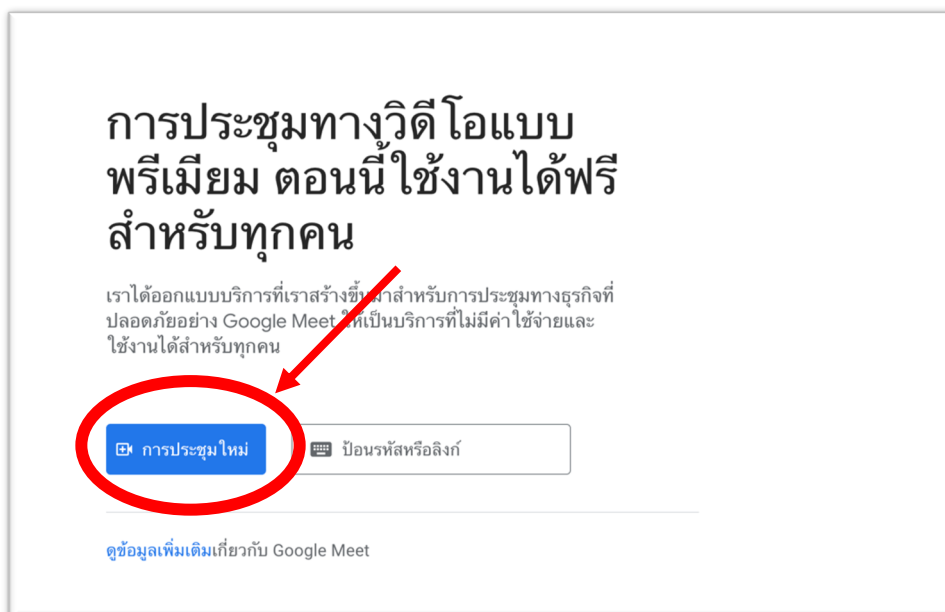 การประชุมทางวิดีโอแบบ
พรีเมียม ตอนนี้ใช้งานได้ฟรี
สำหรับทุกคน
เราได้ออกแบบบริการที่เราสร้างขึ้นมาสำหรับการประชุมทางธุรกิจที่
ปลอดภัยอย่าง Google Meet ให้เป็นบริการที่ไม่มีค่าใช้จ่ายและ
ใช้งานได้สำหรับทุกคน
การประชุมใหม่
ป้อนรหัสหรือลิงก์
ดูข้อมูลเพิ่มเติมเกี่ยวกับ Google Meet